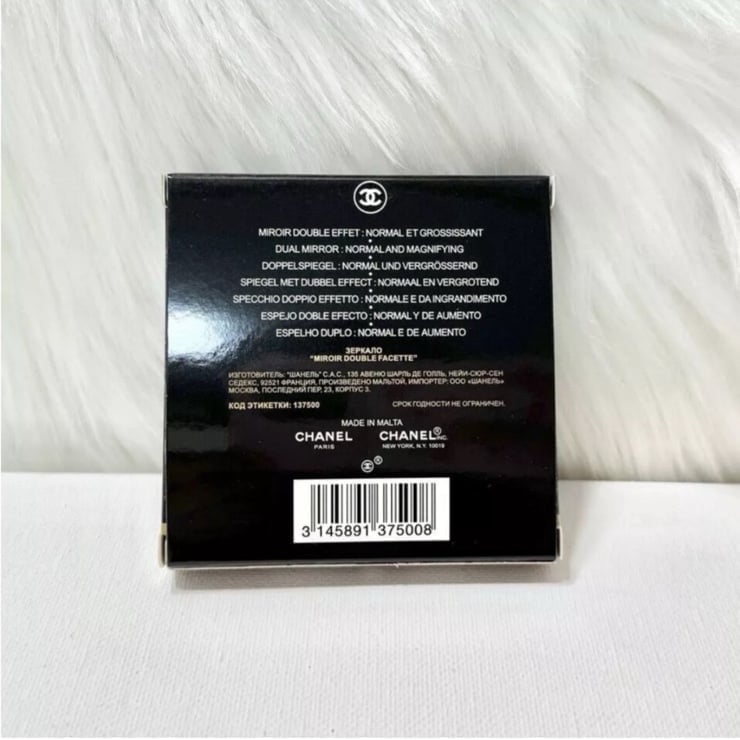 MIROIR DOUBLE EFFET : NORMAL ET GROSSISSANT
DUAL MIRROR : NORMAL AND MAGNIFYING
DOPPELSPIEGEL : NORMAL UND VERGRÖSSERND
SPIEGEL MET DUBBEL EFFECT : NORMAAL EN VERGROTEND
SPECCHIO DOPPIO EFFETTO : NORMALE E DA INGRANDIMENTO
ESPEJO DOBLE EFECTO : NORMAL Y DE AUMENTO
ESPELHO DUPLO : NORMAL E DE AUMENTO
ЗЕРКАЛО
"MIROIR DOUBLE FACETTE"
ИЗГОТОВИТЕЛЬ: "ШАНЕЛЬ" С.А.С., 135 АВЕНЮ ШАРЛЬ ДЕ ГОЛЛЬ, НЕЙИ-СЮР-СЕН
СЕДЕКС, 92521 ФРАНЦИЯ, ПРОИЗВЕДЕНО МАЛЬТОЙ, ИМПОРТЕР: ООО «ШАНЕЛЬ»
МОСКВА, ПОСЛЕДНИЙ ПЕР, 23, КОРПУС 3.
КОД ЭТИКЕТКИ: 137500 СРОК ГОДНОСТИ НЕ ОГРАНИЧЕН.
MADE IN MALTA
CHANEL CHANEL® INC.
PARIS NEW YORK, N.Y. 10019
®
3 145891 375008